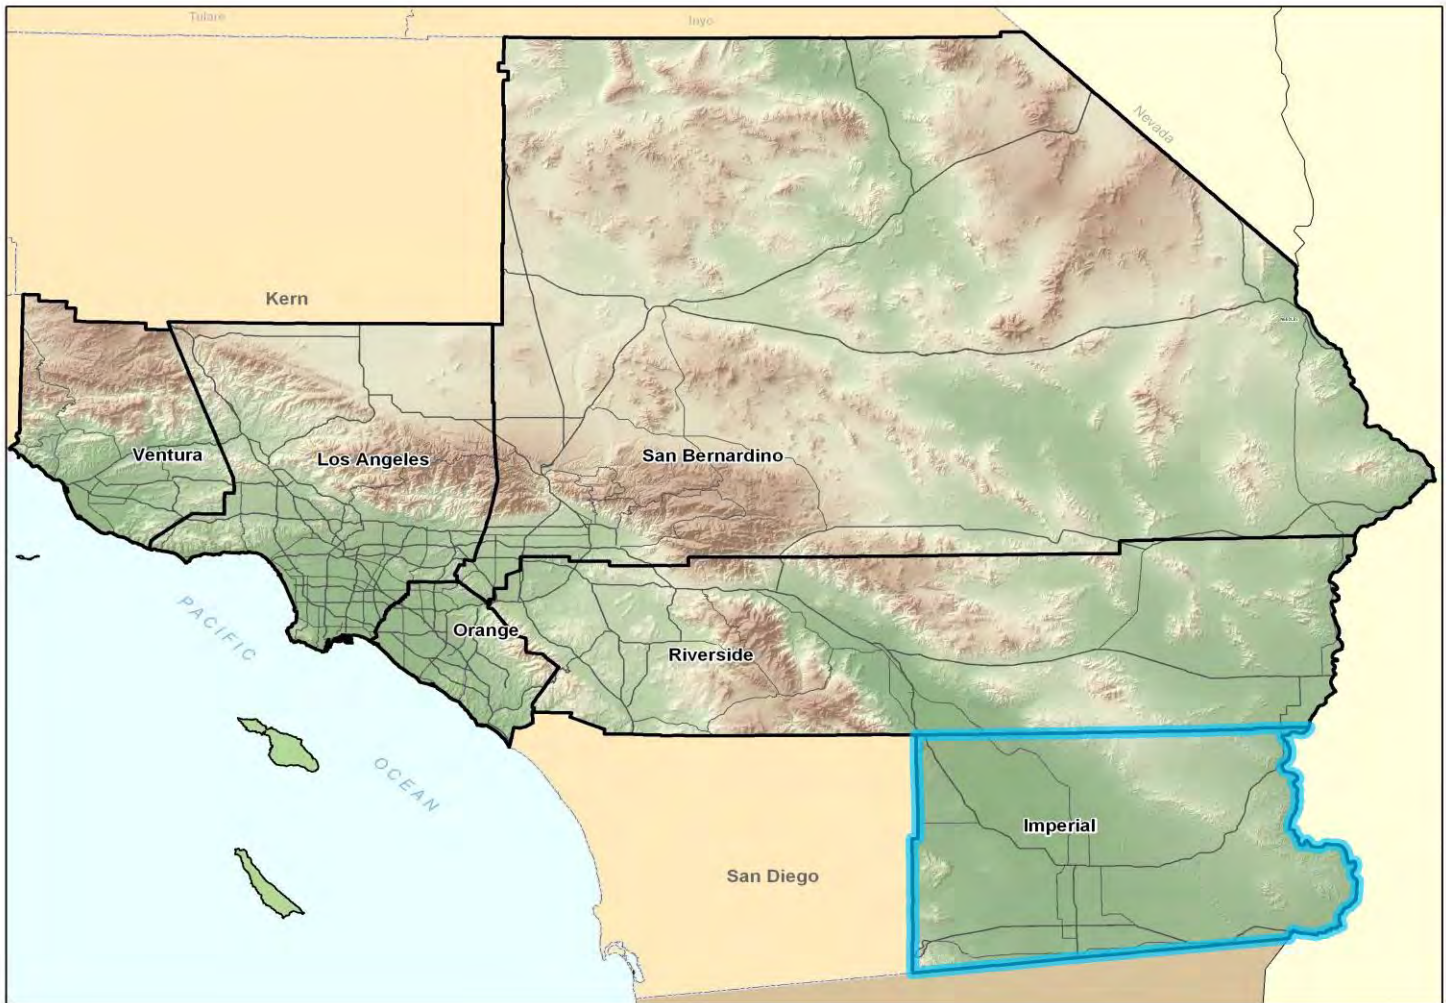 Tulare
Inyo
Nevada
Kern
Ventura
Los Angeles
San Bernardino
Orange
Riverside
PACIFIC
OCEAN
Imperial
San Diego